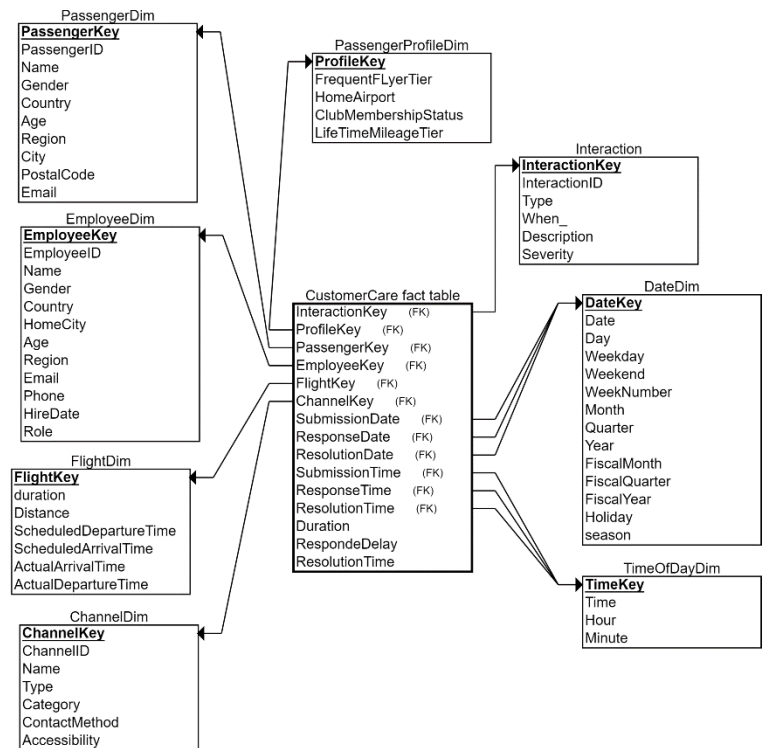 PassengerDim
PassengerKey
PassengerID
Name
Gender
Country
Age
Region
City
PostalCode
Email
PassengerProfileDim
ProfileKey
FrequentFLyerTier
HomeAirport
ClubMembershipStatus
LifeTimeMileageTier
Interaction
InteractionKey
InteractionID
Type
When_
Description
Severity
EmployeeDim
EmployeeKey
EmployeeID
Name
Gender
Country
HomeCity
Age
Region
Email
Phone
HireDate
Role
CustomerCare fact table
InteractionKey (FK)
ProfileKey (FK)
PassengerKey (FK)
EmployeeKey (FK)
FlightKey (FK)
ChannelKey (FK)
SubmissionDate (FK)
ResponseDate (FK)
ResolutionDate (FK)
SubmissionTime (FK)
ResponseTime (FK)
ResolutionTime (FK)
Duration
RespondeDelay
ResolutionTime
DateDim
DateKey
Date
Day
Weekday
Weekend
WeekNumber
Month
Quarter
Year
FiscalMonth
FiscalQuarter
FiscalYear
Holiday
season
FlightDim
FlightKey
duration
Distance
ScheduledDepartureTime
ScheduledArrivalTime
ActualArrivalTime
ActualDepartureTime
TimeOfDayDim
TimeKey
Time
Hour
Minute
ChannelDim
ChannelKey
ChannelID
Name
Type
Category
ContactMethod
Accessibility